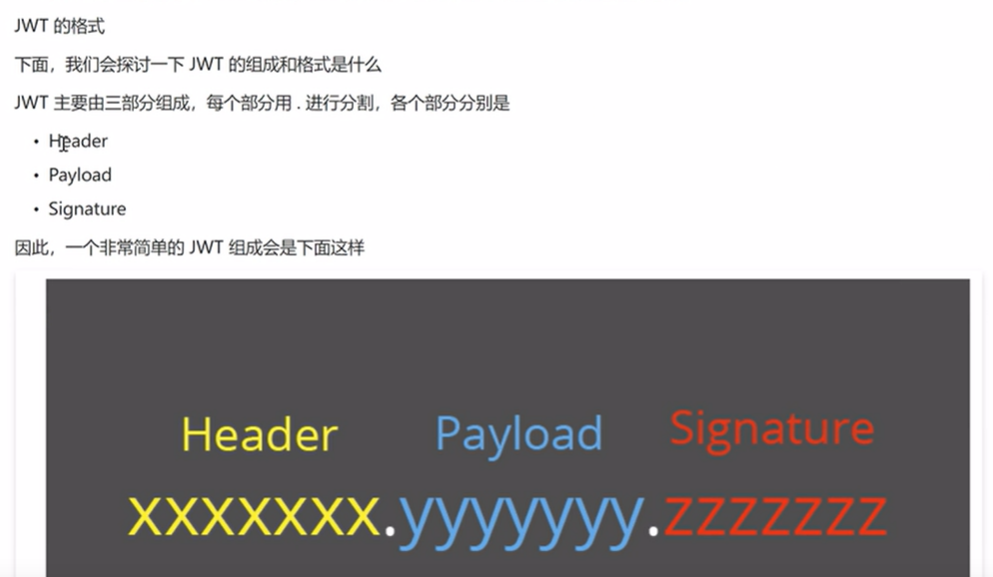 JWT 的格式
下面，我们会探讨一下 JWT 的组成和格式是什么
JWT 主要由三部分组成，每个部分用 . 进行分割，各个部分分别是
• Header
• Payload
• Signature
因此，一个非常简单的 JWT 组成会是下面这样
Header Payload Signature
xxxxxxx.yyyyyyy.zzzzzzz